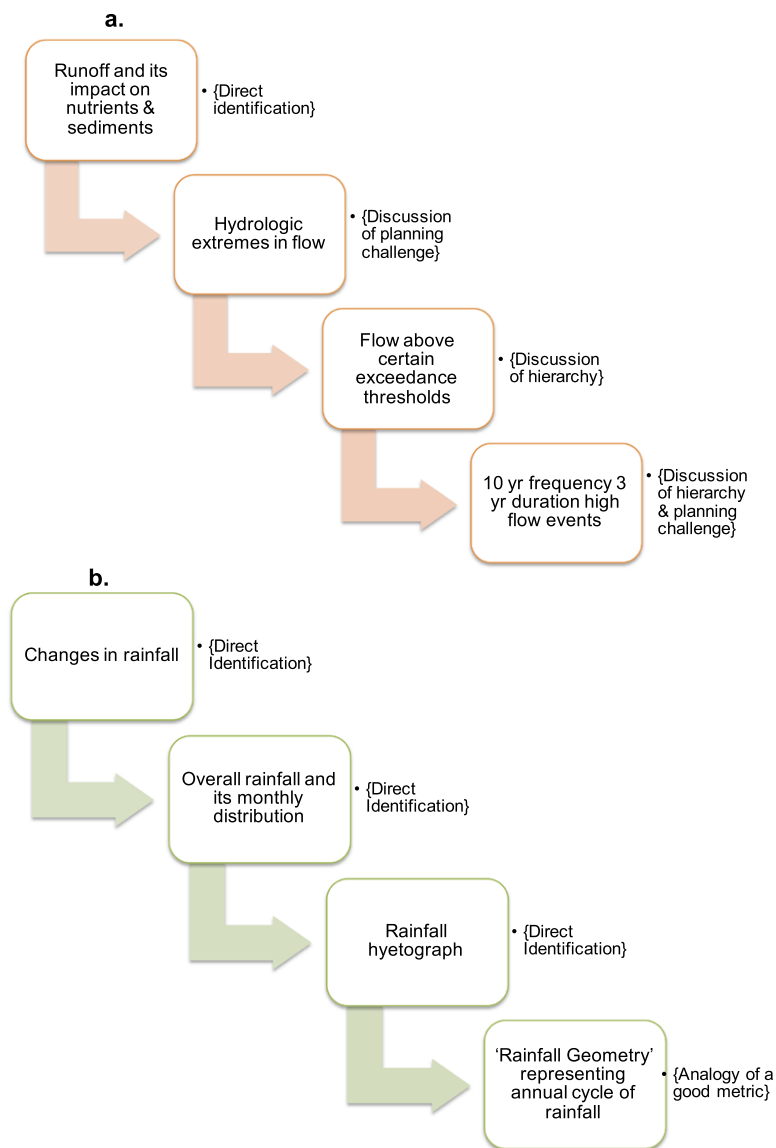 a.
Runoff and its
impact on
nutrients &
sediments
• {Direct
identification}
Hydrologic
extremes in flow
• {Discussion
of planning
challenge}
Flow above
certain
exceedance
thresholds
• {Discussion
of hierarchy}
10 yr frequency 3
yr duration high
flow events
• {Discussion
of hierarchy
& planning
challenge}
b.
Changes in rainfall
• {Direct
Identification}
Overall rainfall and
its monthly
distribution
• {Direct
Identification}
Rainfall
hyetograph
• {Direct
Identification}
‘Rainfall Geometry’
representing
annual cycle of
rainfall
• {Analogy of a
good metric}